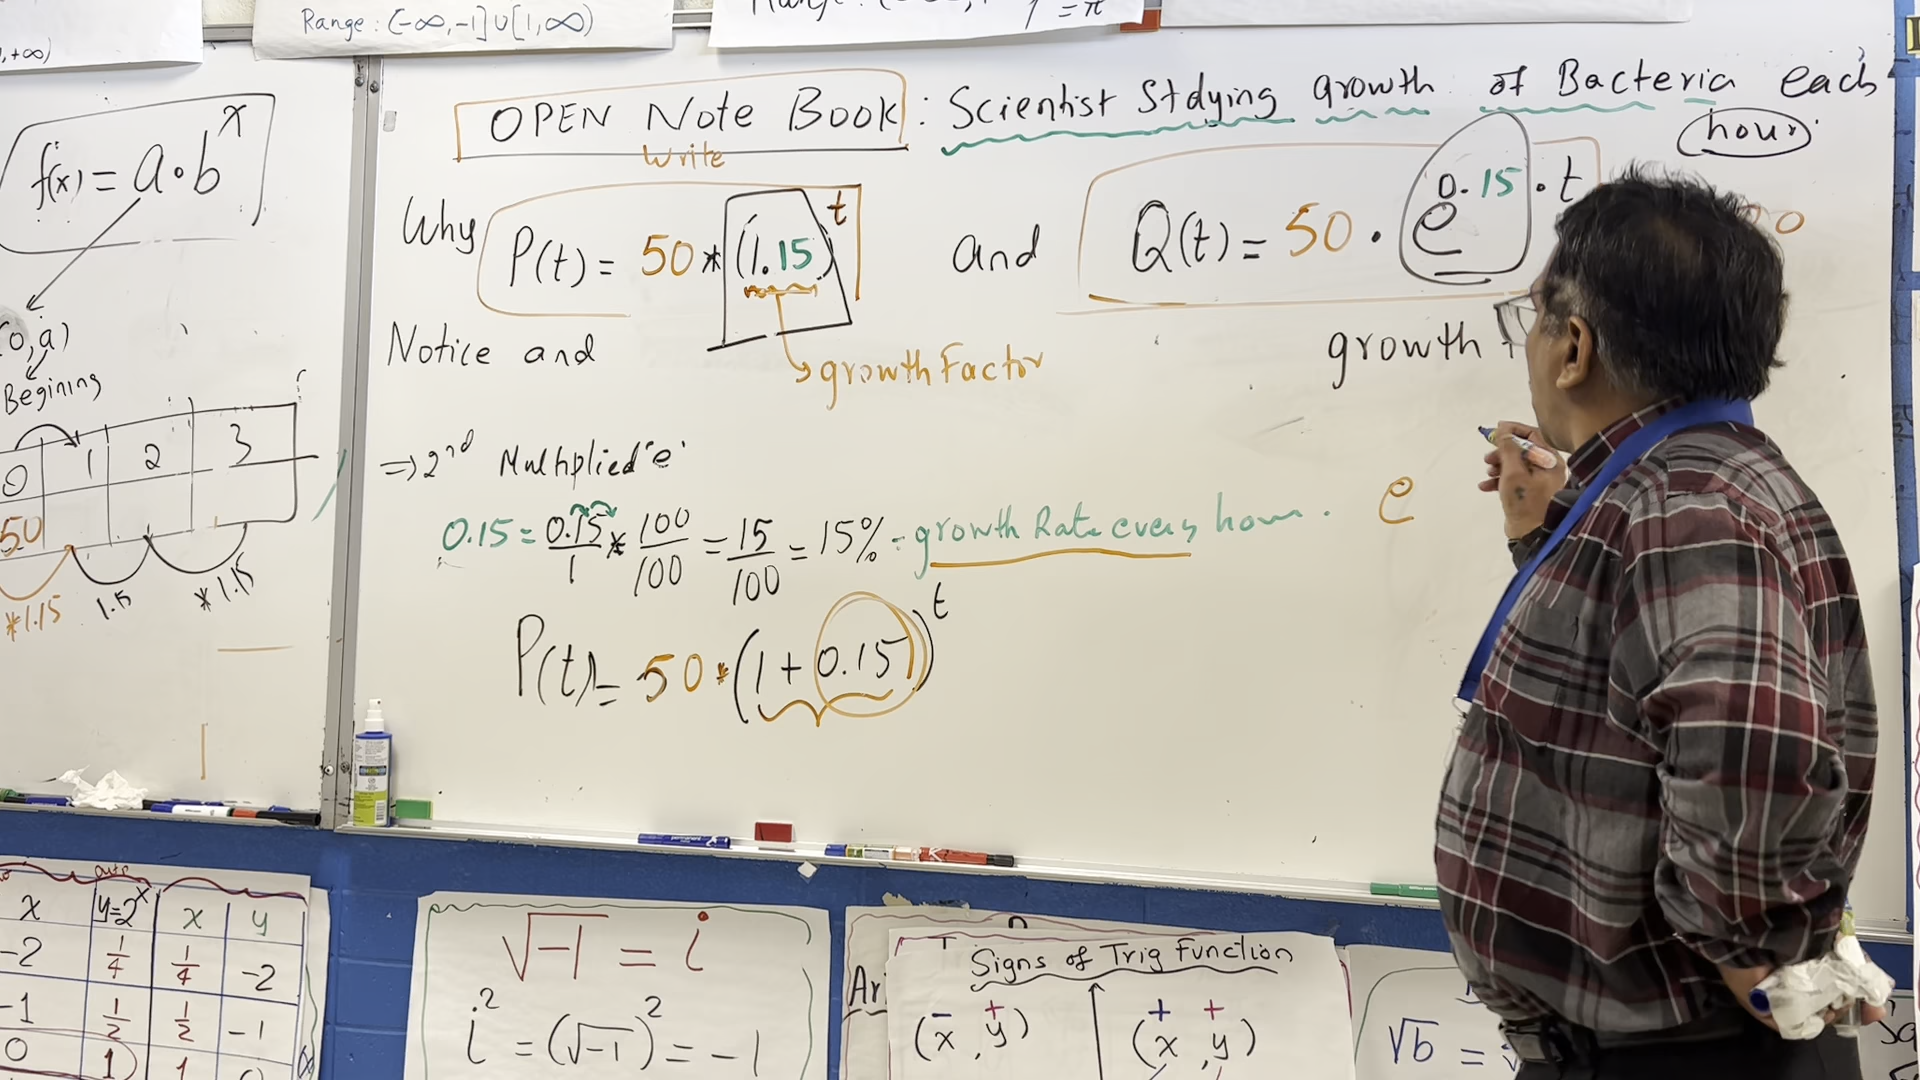 Range : (-∞,-1]∪[1,∞)
,+∞)
= π
f(x) = a•b^x
(0,a)
Begining
0 1 2 3
50
*1.15 1.5 *1.15
OPEN Note Book : Scientist Stdying growth of Bacteria each
write
hour.
Why P(t) = 50 * (1.15)^t and Q(t) = 50 • e^0.15•t
Notice and
growth Factor
growth
⇒ 2nd Multiplied "e"
0.15 = 0.15/1 * 100/100 = 15/100 = 15% = growth Rate every hour.
e
P(t) = 50 * (1 + 0.15)^t
x y=2^x x y
-2 1/4 1/4 -2
-1 1/2 1/2 -1
0 1 1 0
√-1 = i
i² = (√-1)² = -1
Ar
Signs of Trig Function
- +
(x , y)
+ +
(x , y)
√b =